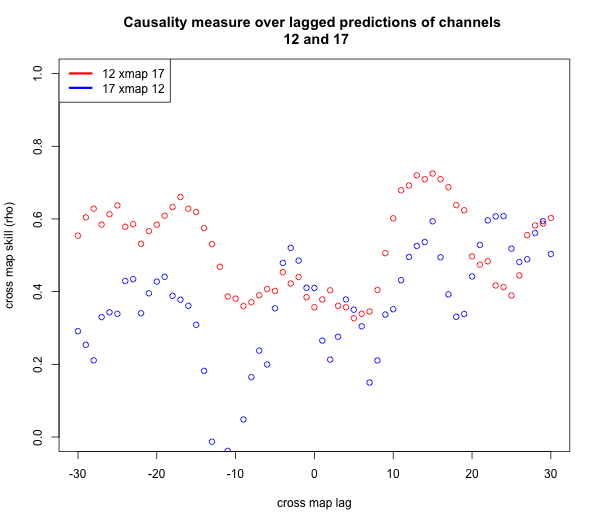 Causality measure over lagged predictions of channels
12 and 17
12 xmap 17
17 xmap 12
cross map skill (rho)
1.0
0.8
0.6
0.4
0.2
0.0
-30 -20 -10 0 10 20 30
cross map lag